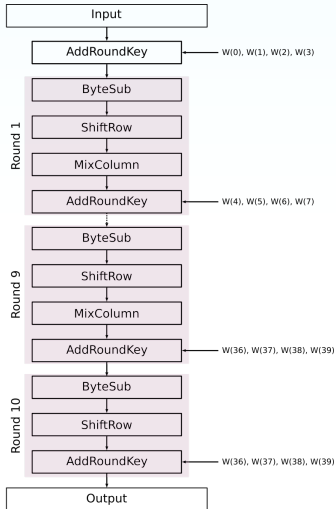 Input
AddRoundKey
W(0), W(1), W(2), W(3)
Round 1
ByteSub
ShiftRow
MixColumn
AddRoundKey
W(4), W(5), W(6), W(7)
Round 9
ByteSub
ShiftRow
MixColumn
AddRoundKey
W(36), W(37), W(38), W(39)
Round 10
ByteSub
ShiftRow
AddRoundKey
W(36), W(37), W(38), W(39)
Output